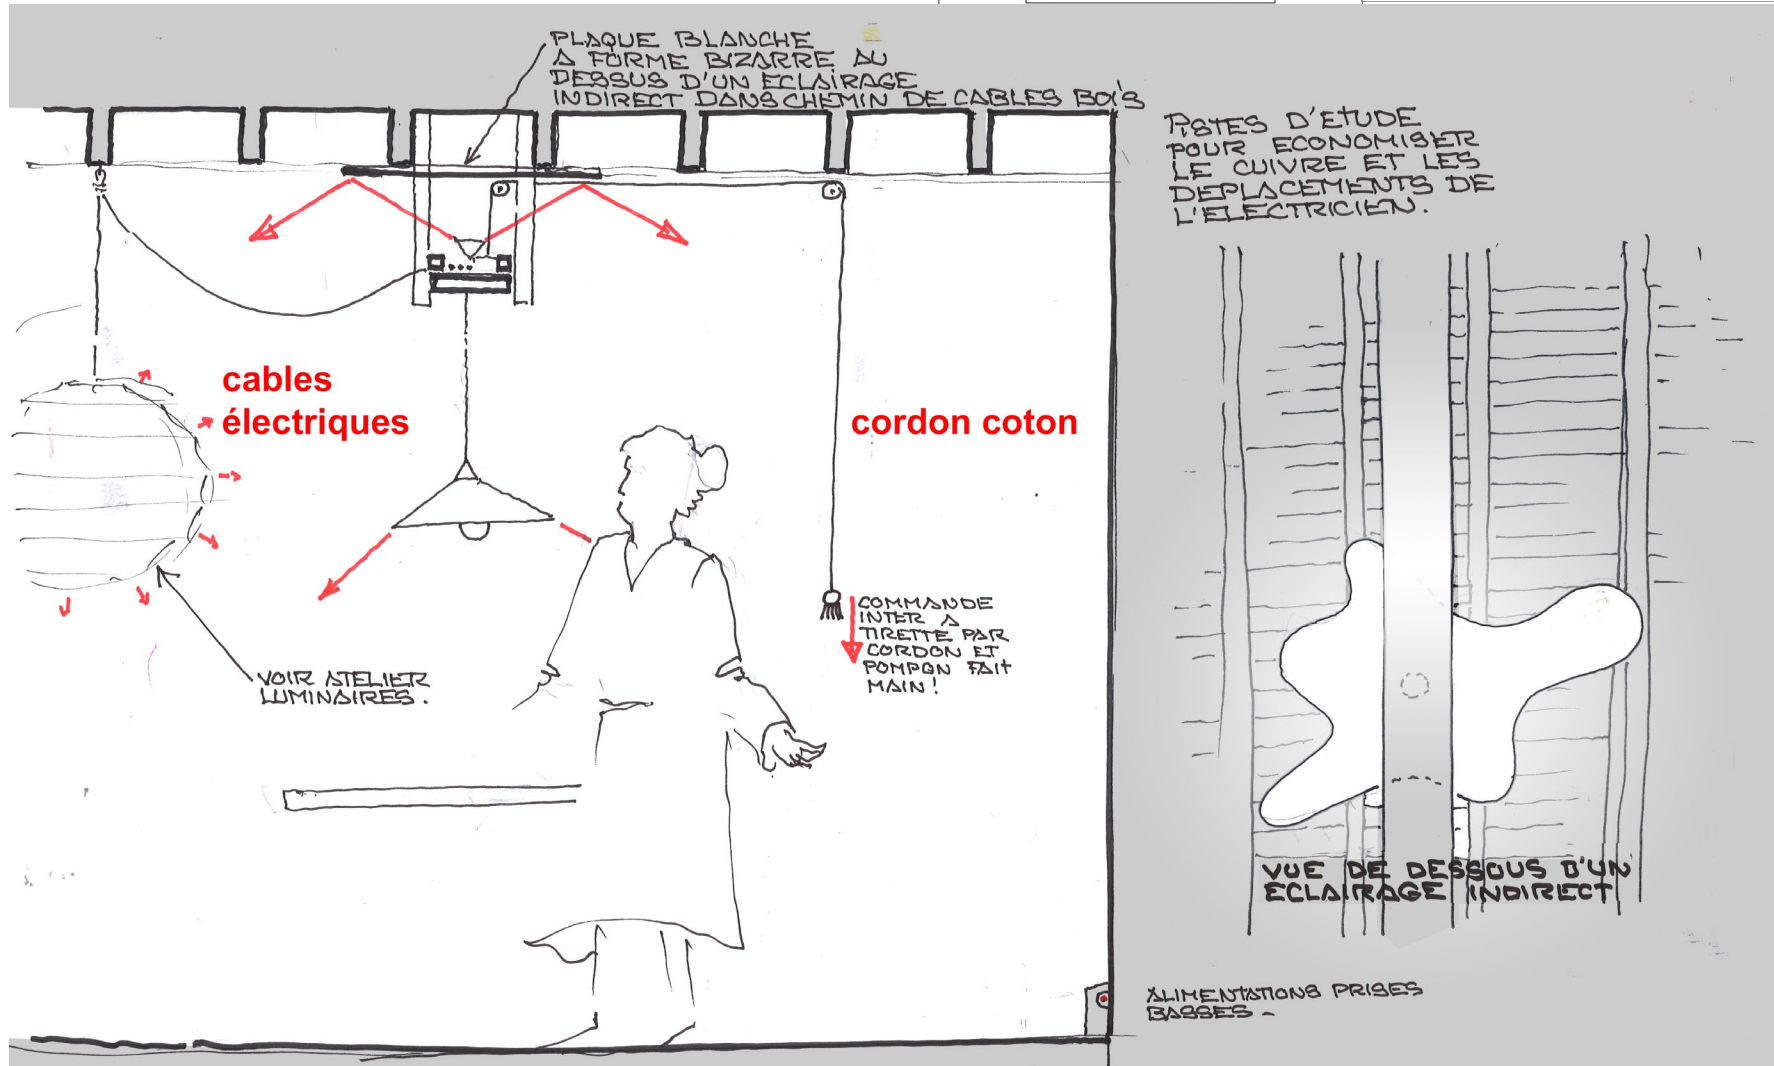 PLAQUE BLANCHE
A FORME BIZARRE AU
DESSUS D'UN ECLAIRAGE
INDIRECT DANS CHEMIN DE CABLES BOIS
PISTES D'ETUDE
POUR ECONOMISER
LE CUIVRE ET LES
DEPLACEMENTS DE
L'ELECTRICIEN.
cables
électriques
cordon coton
COMMANDE
INTER A
TIRETTE PAR
CORDON ET
POMPON FAIT
MAIN!
VOIR ATELIER
LUMINAIRES.
VUE DE DESSOUS D'UN
ECLAIRAGE INDIRECT
ALIMENTATIONS PRISES
BASSES -